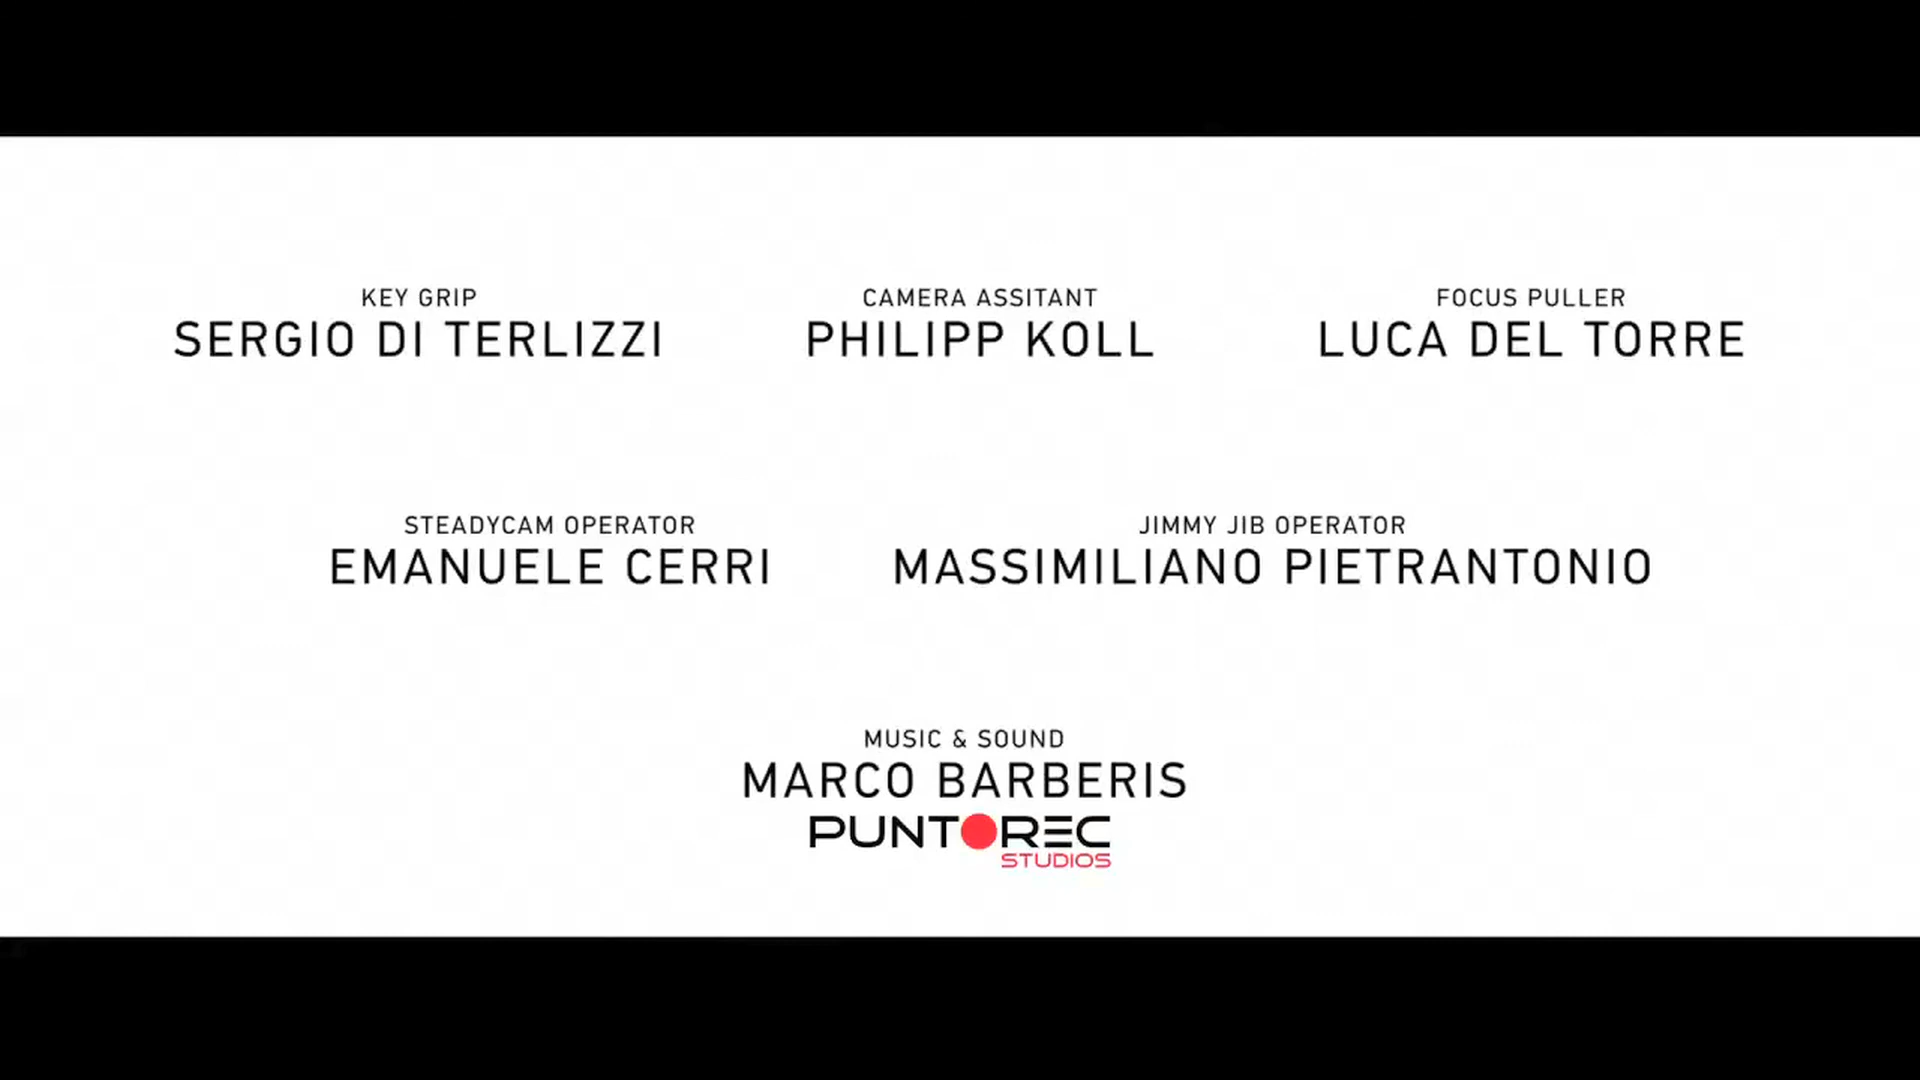 KEY GRIP
SERGIO DI TERLIZZI
CAMERA ASSITANT
PHILIPP KOLL
FOCUS PULLER
LUCA DEL TORRE
STEADYCAM OPERATOR
EMANUELE CERRI
JIMMY JIB OPERATOR
MASSIMILIANO PIETRANTONIO
MUSIC & SOUND
MARCO BARBERIS
PUNTOREC
STUDIOS